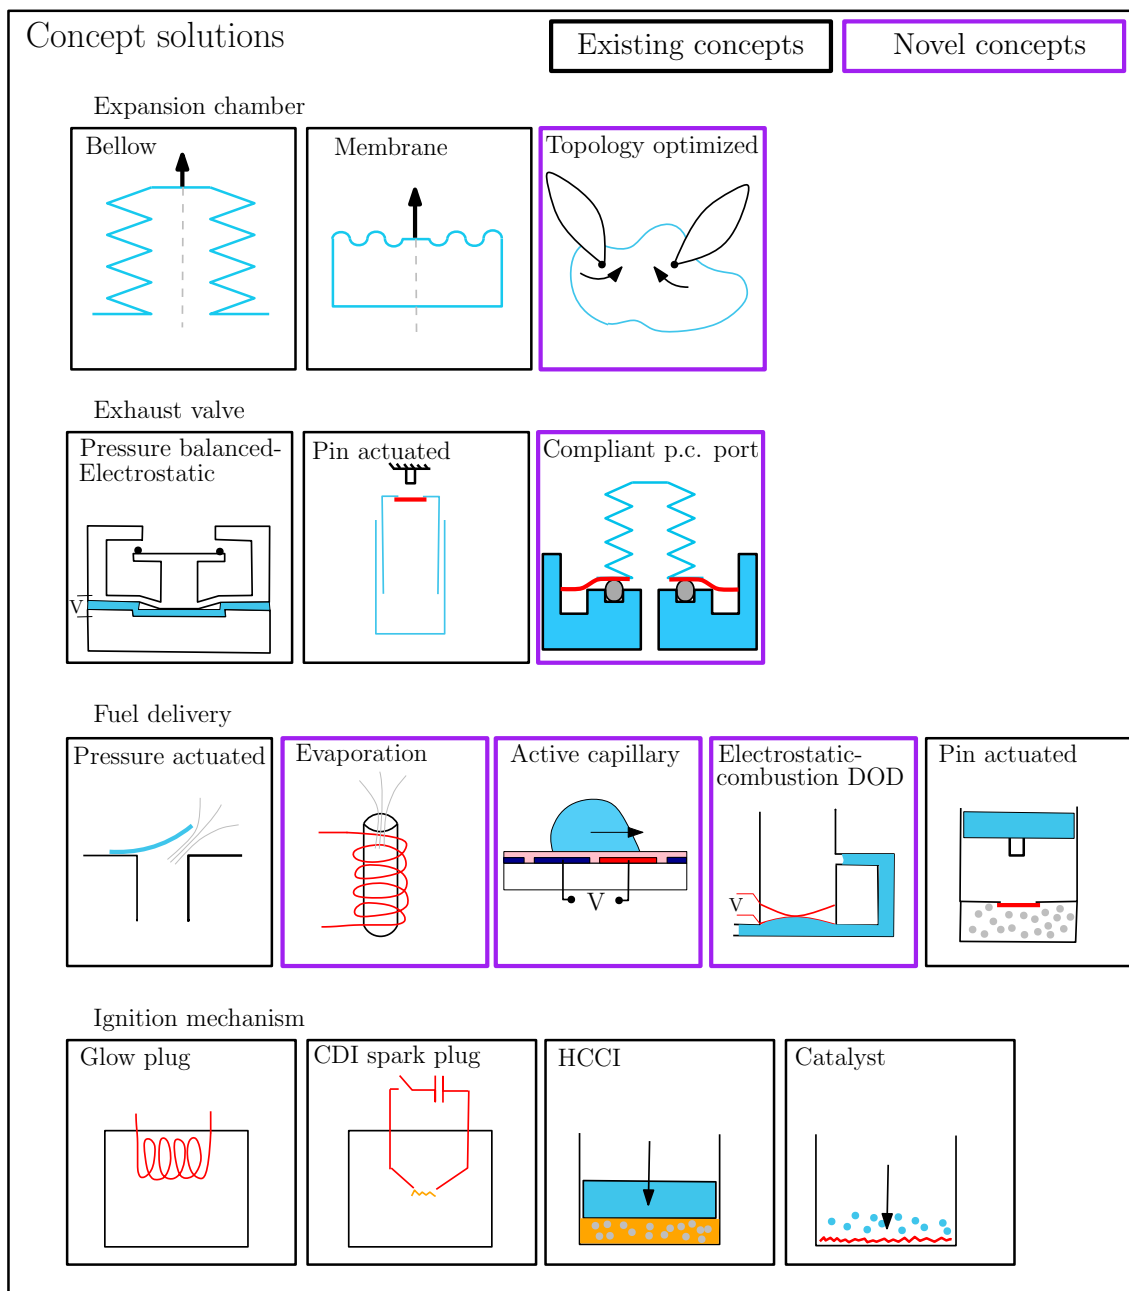 Concept solutions
Existing concepts
Novel concepts
Expansion chamber
Bellow
Membrane
Topology optimized
Exhaust valve
Pressure balanced-
Electrostatic
V
Pin actuated
Compliant p.c. port
Fuel delivery
Pressure actuated
Evaporation
Active capillary
V
Electrostatic-
combustion DOD
V
Pin actuated
Ignition mechanism
Glow plug
CDI spark plug
HCCI
Catalyst